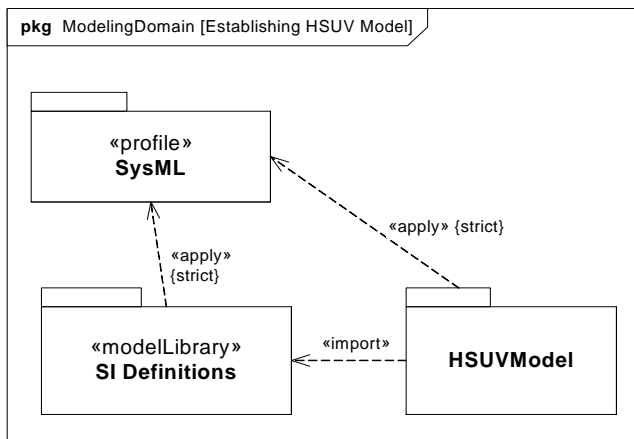 pkg ModelingDomain [Establishing HSUV Model]
«profile»
SysML
«apply» {strict}
«apply»
{strict}
«modelLibrary»
SI Definitions
«import»
HSUVModel